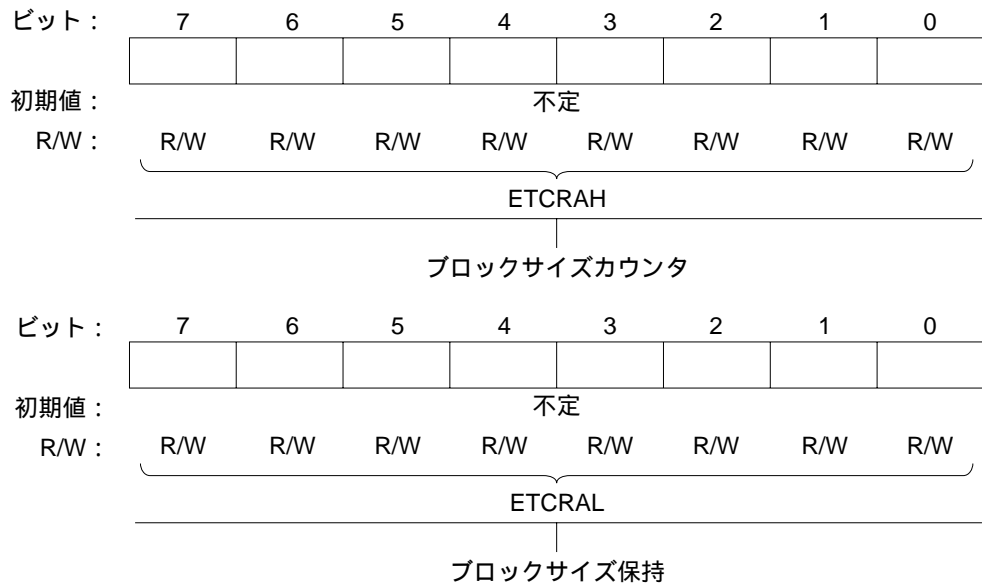 ビット： 7 6 5 4 3 2 1 0
初期値： 不定
R/W： R/W R/W R/W R/W R/W R/W R/W R/W
ETCRAH
ブロックサイズカウンタ
ビット： 7 6 5 4 3 2 1 0
初期値： 不定
R/W： R/W R/W R/W R/W R/W R/W R/W R/W
ETCRAL
ブロックサイズ保持